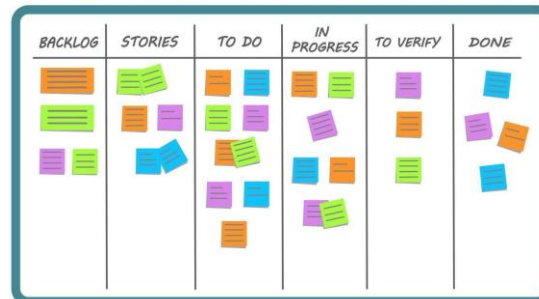 BACKLOG
STORIES
TO DO
IN
PROGRESS
TO VERIFY
DONE